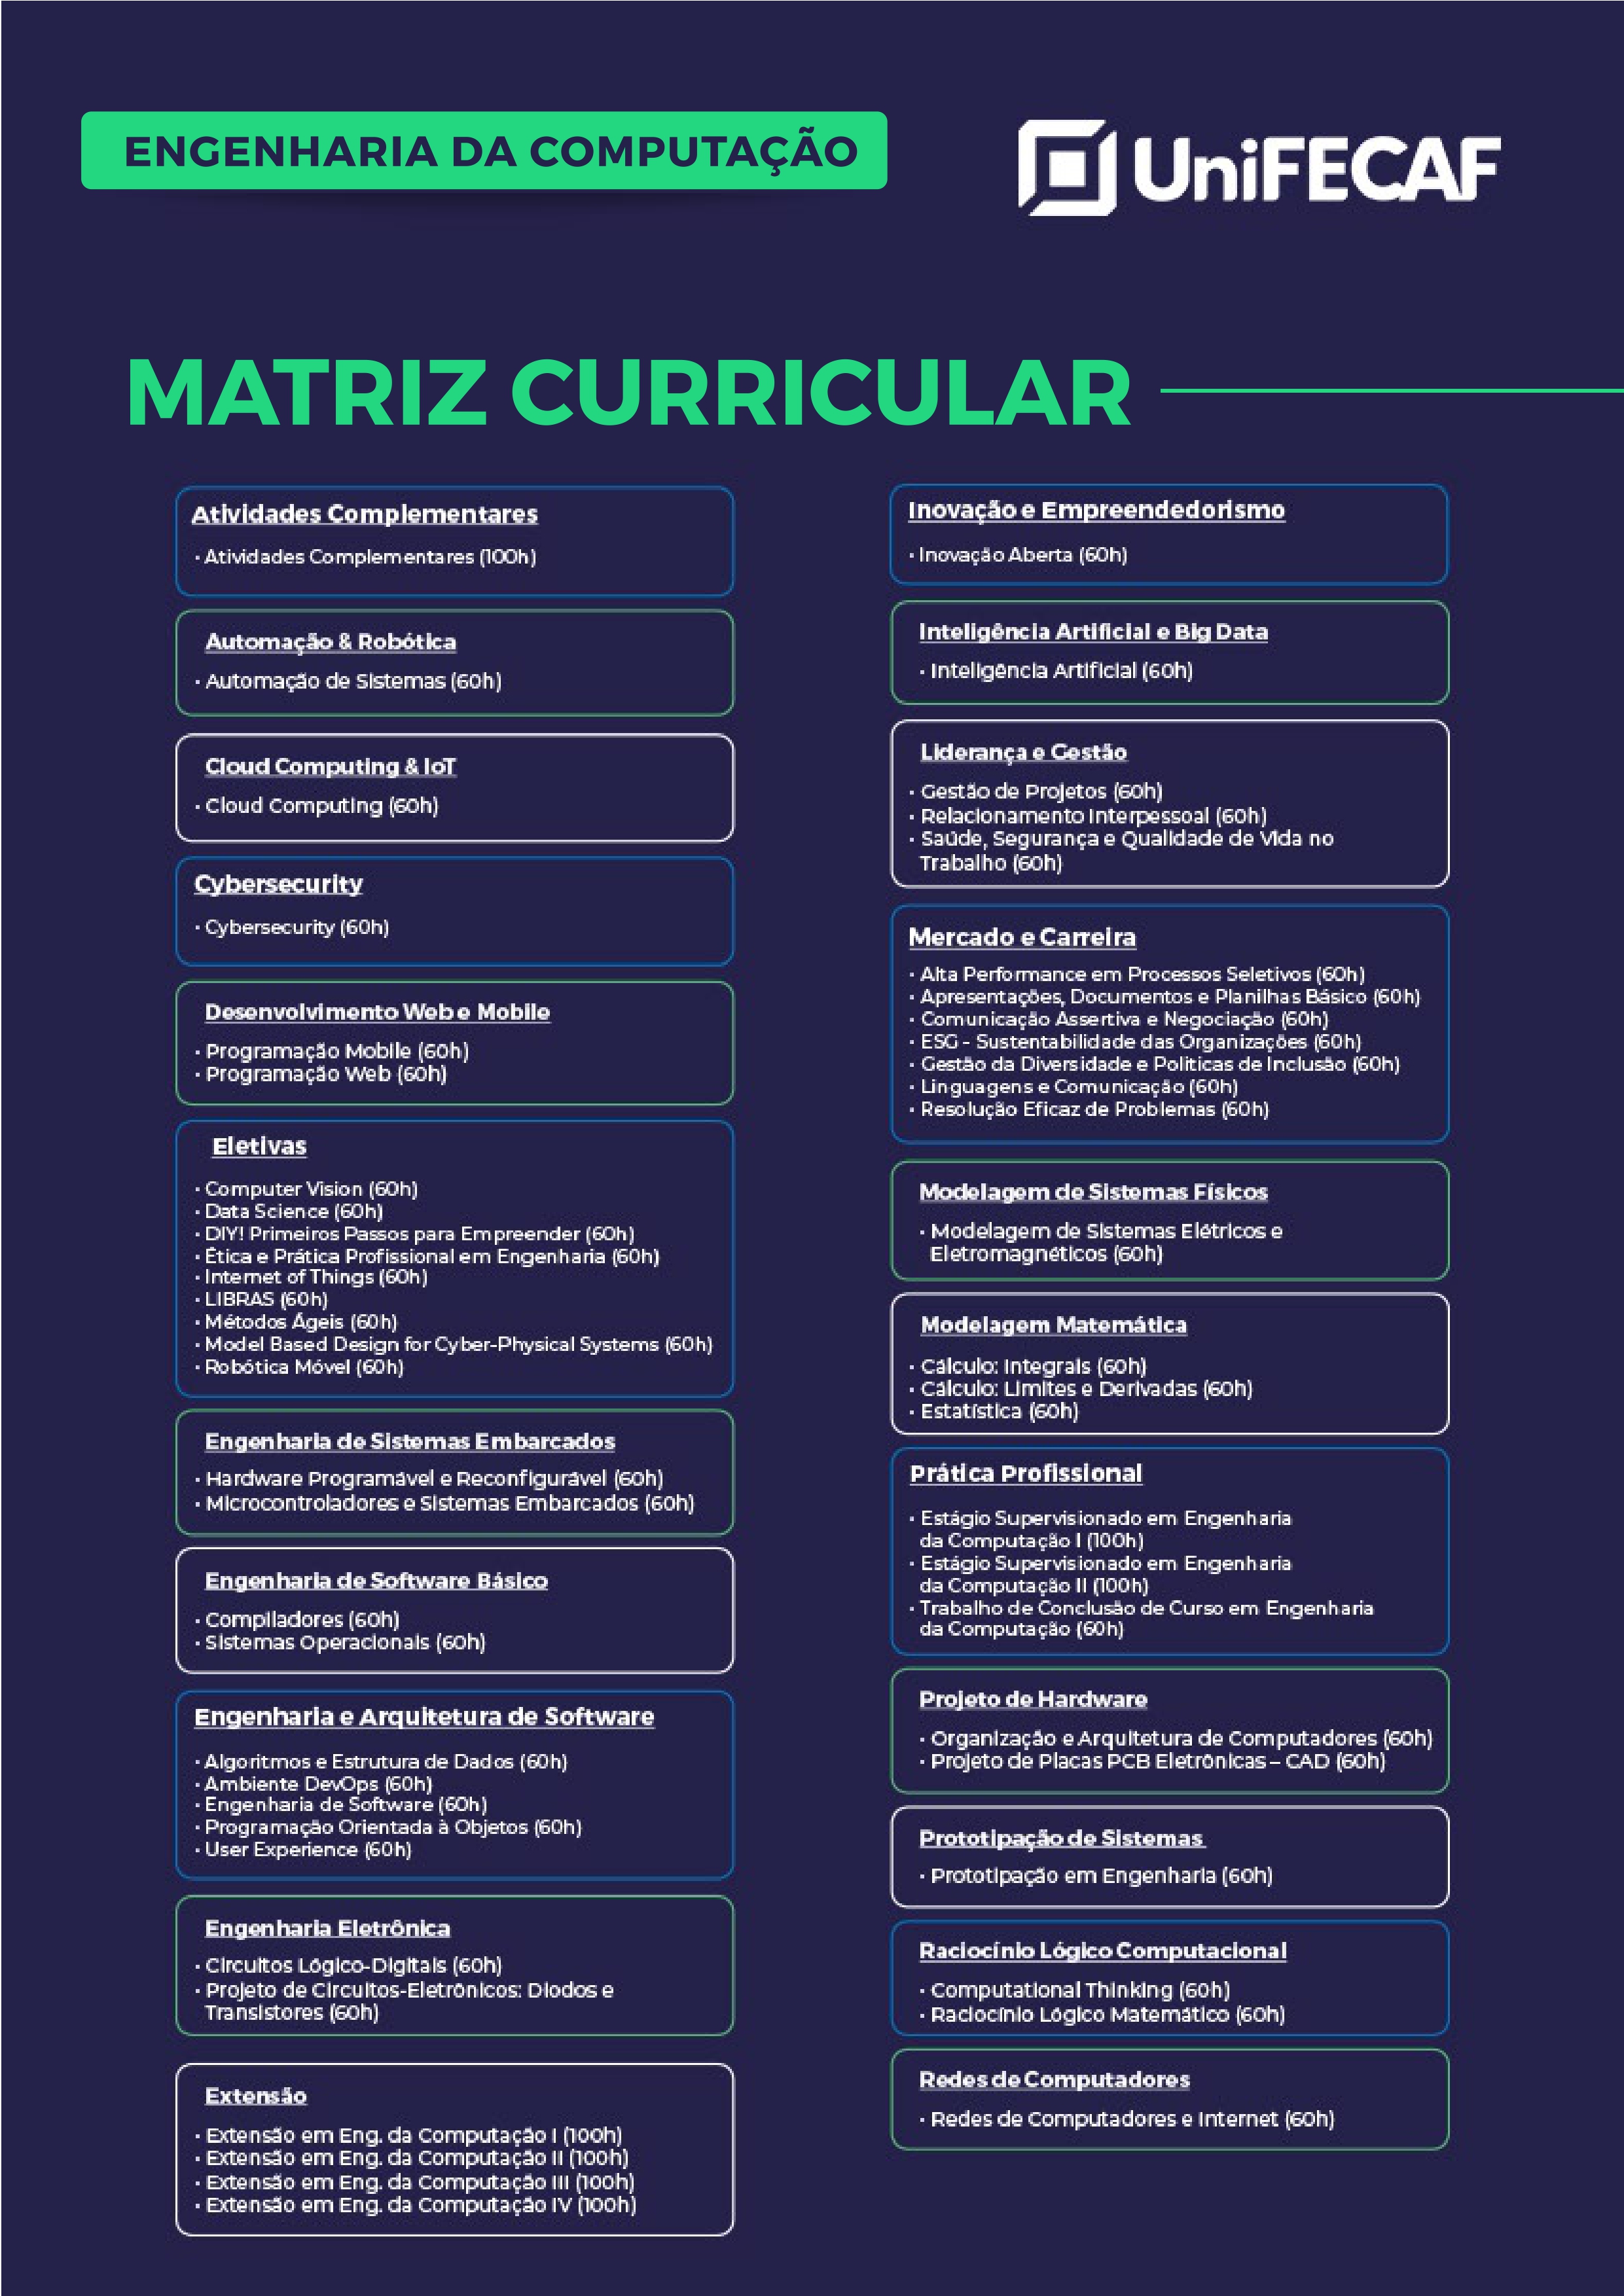 ENGENHARIA DA COMPUTAÇÃO
UniFECAF
MATRIZ CURRICULAR
Atividades Complementares
· Atividades Complementares (100h)
Automação & Robótica
· Automação de Sistemas (60h)
Cloud Computing & IoT
· Cloud Computing (60h)
Cybersecurity
· Cybersecurity (60h)
Desenvolvimento Web e Mobile
· Programação Mobile (60h)
· Programação Web (60h)
Eletivas
· Computer Vision (60h)
· Data Science (60h)
· DIY! Primeiros Passos para Empreender (60h)
· Ética e Prática Profissional em Engenharia (60h)
· Internet of Things (60h)
· LIBRAS (60h)
· Métodos Ágeis (60h)
· Model Based Design for Cyber-Physical Systems (60h)
· Robótica Móvel (60h)
Engenharia de Sistemas Embarcados
· Hardware Programável e Reconfigurável (60h)
· Microcontroladores e Sistemas Embarcados (60h)
Engenharia de Software Básico
· Compiladores (60h)
· Sistemas Operacionais (60h)
Engenharia e Arquitetura de Software
· Algoritmos e Estrutura de Dados (60h)
· Ambiente DevOps (60h)
· Engenharia de Software (60h)
· Programação Orientada à Objetos (60h)
· User Experience (60h)
Engenharia Eletrônica
· Circuitos Lógico-Digitais (60h)
· Projeto de Circuitos-Eletrônicos: Diodos e
Transistores (60h)
Extensão
· Extensão em Eng. da Computação I (100h)
· Extensão em Eng. da Computação II (100h)
· Extensão em Eng. da Computação III (100h)
· Extensão em Eng. da Computação IV (100h)
Inovação e Empreendedorismo
· Inovação Aberta (60h)
Inteligência Artificial e Big Data
· Inteligência Artificial (60h)
Liderança e Gestão
· Gestão de Projetos (60h)
· Relacionamento Interpessoal (60h)
· Saúde, Segurança e Qualidade de Vida no
Trabalho (60h)
Mercado e Carreira
· Alta Performance em Processos Seletivos (60h)
· Apresentações, Documentos e Planilhas Básico (60h)
· Comunicação Assertiva e Negociação (60h)
· ESG - Sustentabilidade das Organizações (60h)
· Gestão da Diversidade e Políticas de Inclusão (60h)
· Linguagens e Comunicação (60h)
· Resolução Eficaz de Problemas (60h)
Modelagem de Sistemas Físicos
· Modelagem de Sistemas Elétricos e
Eletromagnéticos (60h)
Modelagem Matemática
· Cálculo: Integrais (60h)
· Cálculo: Limites e Derivadas (60h)
· Estatística (60h)
Prática Profissional
· Estágio Supervisionado em Engenharia
da Computação I (100h)
· Estágio Supervisionado em Engenharia
da Computação II (100h)
· Trabalho de Conclusão de Curso em Engenharia
da Computação (60h)
Projeto de Hardware
· Organização e Arquitetura de Computadores (60h)
· Projeto de Placas PCB Eletrônicas – CAD (60h)
Prototipação de Sistemas
· Prototipação em Engenharia (60h)
Raciocínio Lógico Computacional
· Computational Thinking (60h)
· Raciocínio Lógico Matemático (60h)
Redes de Computadores
· Redes de Computadores e Internet (60h)